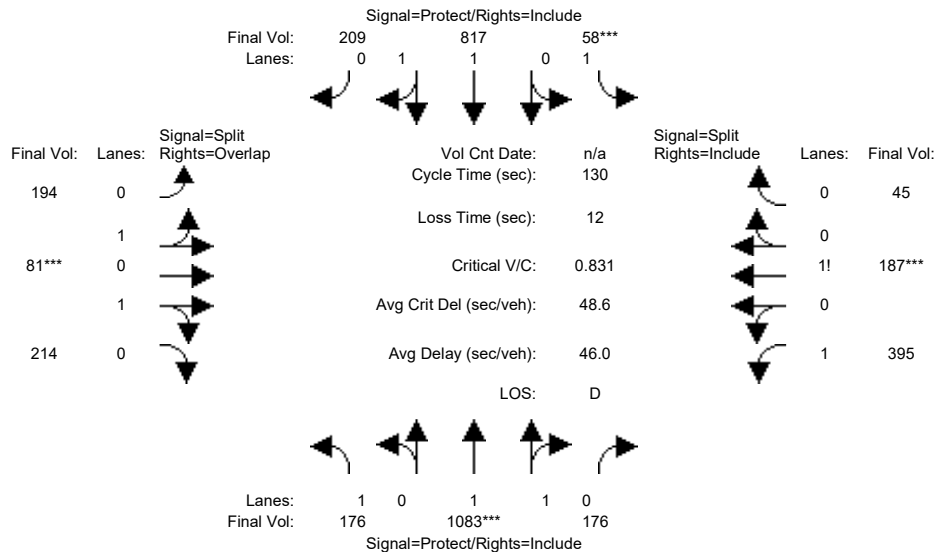 Signal=Protect/Rights=Include
Final Vol: 209 817 58***
Lanes: 0 1 1 0 1
Signal=Split
Final Vol: Lanes: Rights=Overlap
Vol Cnt Date: n/a
Signal=Split
Rights=Include Lanes: Final Vol:
Cycle Time (sec): 130
194 0
0 45
Loss Time (sec): 12
1
0
81*** 0
Critical V/C: 0.831
1! 187***
1
Avg Crit Del (sec/veh): 48.6
0
214 0
Avg Delay (sec/veh): 46.0
1 395
LOS: D
Lanes: 1 0 1 1 0
Final Vol: 176 1083*** 176
Signal=Protect/Rights=Include